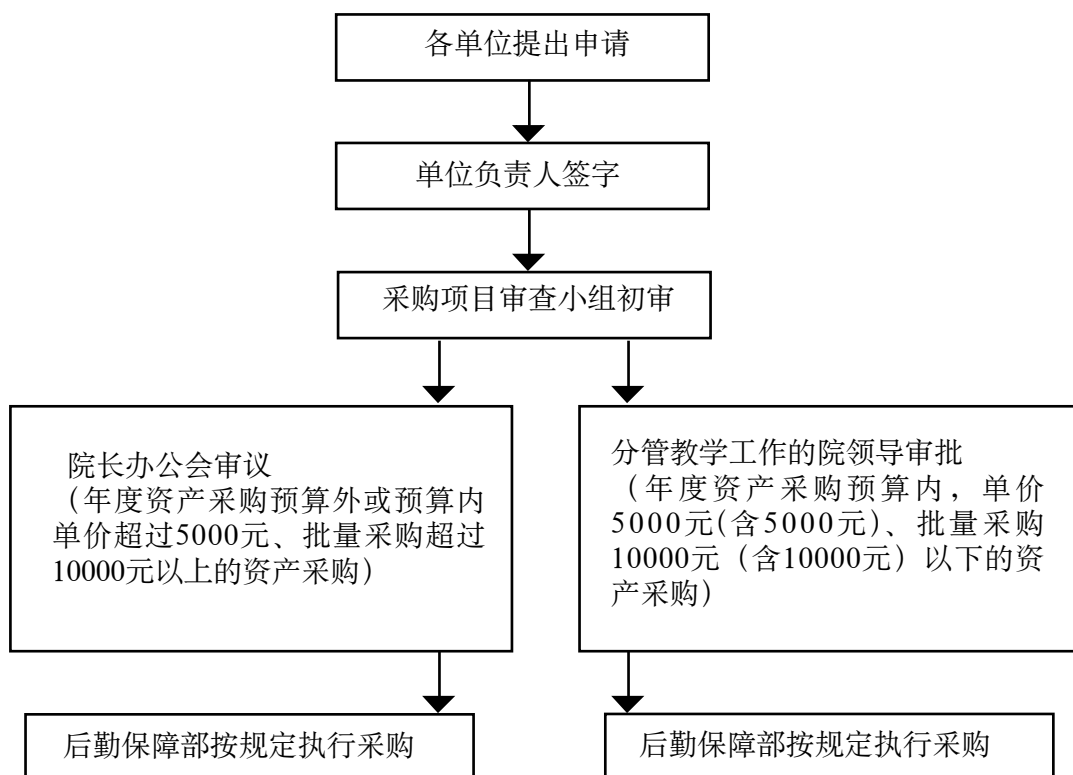 各单位提出申请
单位负责人签字
采购项目审查小组初审
院长办公会审议
（年度资产采购预算外或预算内
单价超过5000元、批量采购超过
10000元以上的资产采购）
分管教学工作的院领导审批
（年度资产采购预算内，单价
5000元(含5000元)、批量采购
10000元（含10000元）以下的资
产采购）
后勤保障部按规定执行采购
后勤保障部按规定执行采购